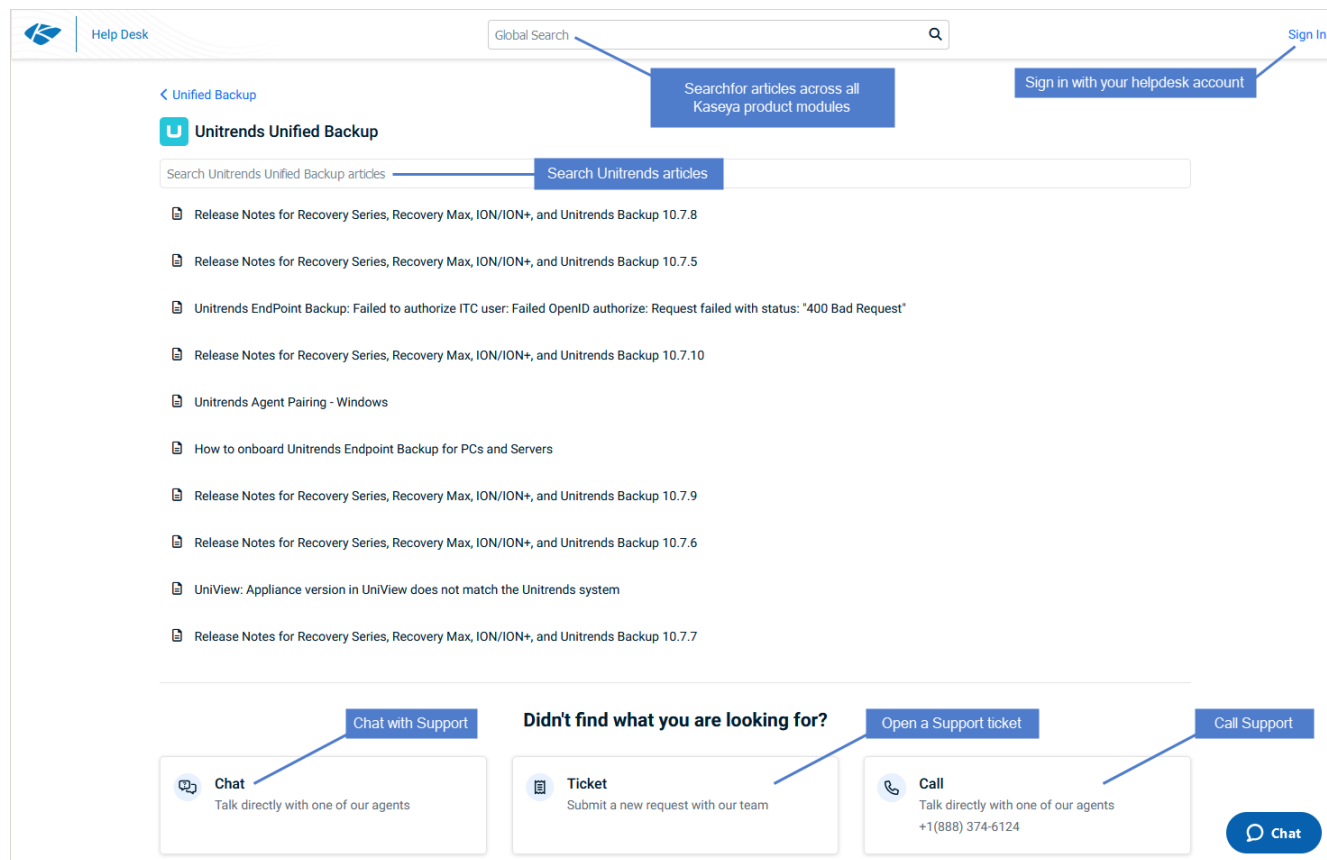 Help Desk
Global Search
Sign In
Searchfor articles across all
Kaseya product modules
Sign in with your helpdesk account
Unified Backup
Unitrends Unified Backup
Search Unitrends Unified Backup articles
Search Unitrends articles
Release Notes for Recovery Series, Recovery Max, ION/ION+, and Unitrends Backup 10.7.8
Release Notes for Recovery Series, Recovery Max, ION/ION+, and Unitrends Backup 10.7.5
Unitrends EndPoint Backup: Failed to authorize ITC user: Failed OpenID authorize: Request failed with status: "400 Bad Request"
Release Notes for Recovery Series, Recovery Max, ION/ION+, and Unitrends Backup 10.7.10
Unitrends Agent Pairing - Windows
How to onboard Unitrends Endpoint Backup for PCs and Servers
Release Notes for Recovery Series, Recovery Max, ION/ION+, and Unitrends Backup 10.7.9
Release Notes for Recovery Series, Recovery Max, ION/ION+, and Unitrends Backup 10.7.6
UniView: Appliance version in UniView does not match the Unitrends system
Release Notes for Recovery Series, Recovery Max, ION/ION+, and Unitrends Backup 10.7.7
Chat with Support
Didn't find what you are looking for?
Open a Support ticket
Call Support
Chat
Talk directly with one of our agents
Ticket
Submit a new request with our team
Call
Talk directly with one of our agents
+1(888) 374-6124
Chat